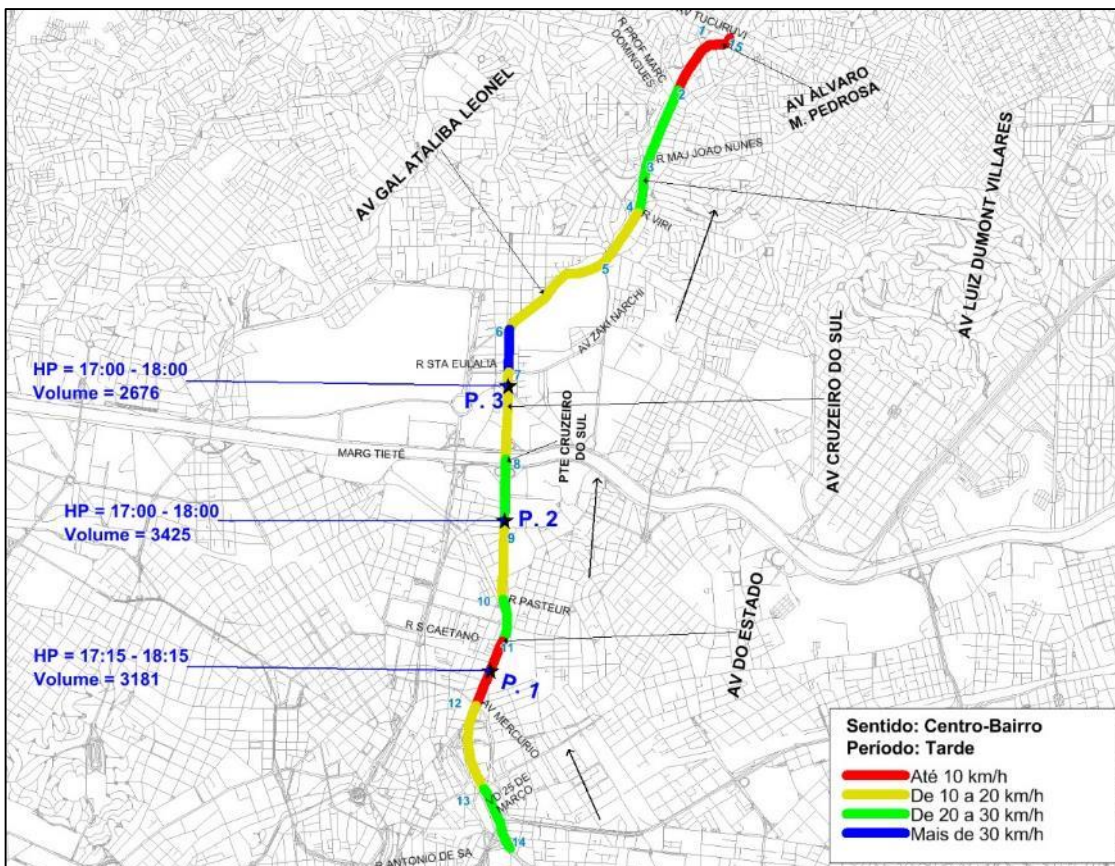 AV TUCURUVI
1
15
R PROF MARC
DOMINGUES
2
AV ÁLVARO
M. PEDROSA
AV GAL ATALIBA LEONEL
R MAJ JOAO NUNES
3
AV LUIZ DUMONT VILLARES
4
R VIRI
5
AV ZAKI NARCHI
6
AV CRUZEIRO DO SUL
R STA EULALIA
7
HP = 17:00 - 18:00
Volume = 2676
P. 3
PTE CRUZEIRO
DO SUL
MARG TIETÊ
8
HP = 17:00 - 18:00
Volume = 3425
P. 2
9
10
R PASTEUR
R S CAETANO
11
AV DO ESTADO
HP = 17:15 - 18:15
Volume = 3181
P. 1
12
AV MERCURIO
13
VD 25 DE
MARÇO
14
R ANTONIO DE SA
Sentido: Centro-Bairro
Período: Tarde
Até 10 km/h
De 10 a 20 km/h
De 20 a 30 km/h
Mais de 30 km/h